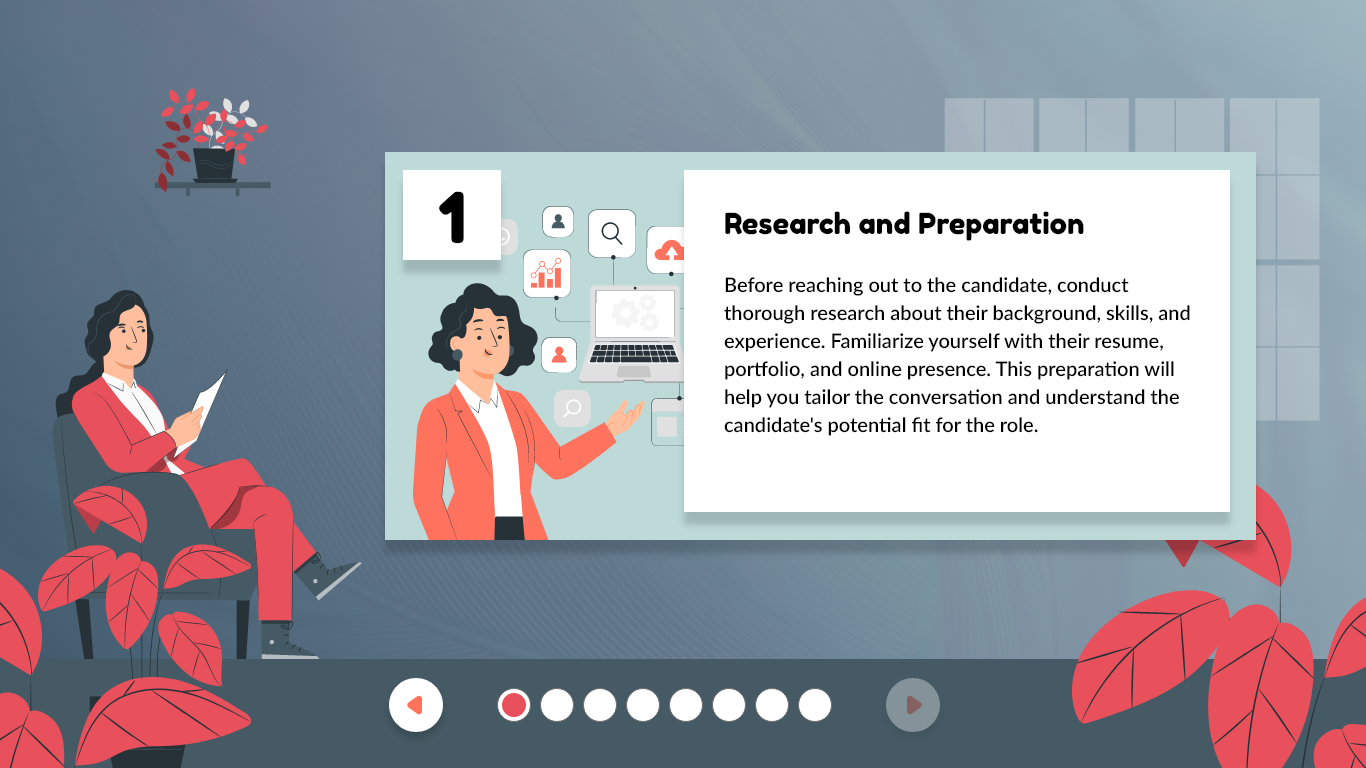 1
Research and Preparation
Before reaching out to the candidate, conduct
thorough research about their background, skills, and
experience. Familiarize yourself with their resume,
portfolio, and online presence. This preparation will
help you tailor the conversation and understand the
candidate's potential fit for the role.